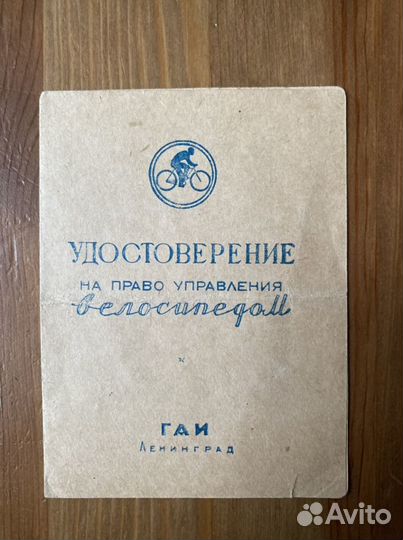 УДОСТОВЕРЕНИЕ
НА ПРАВО УПРАВЛЕНИЯ
велосипедом
ГАИ
ЛЕНИНГРАД
Avito